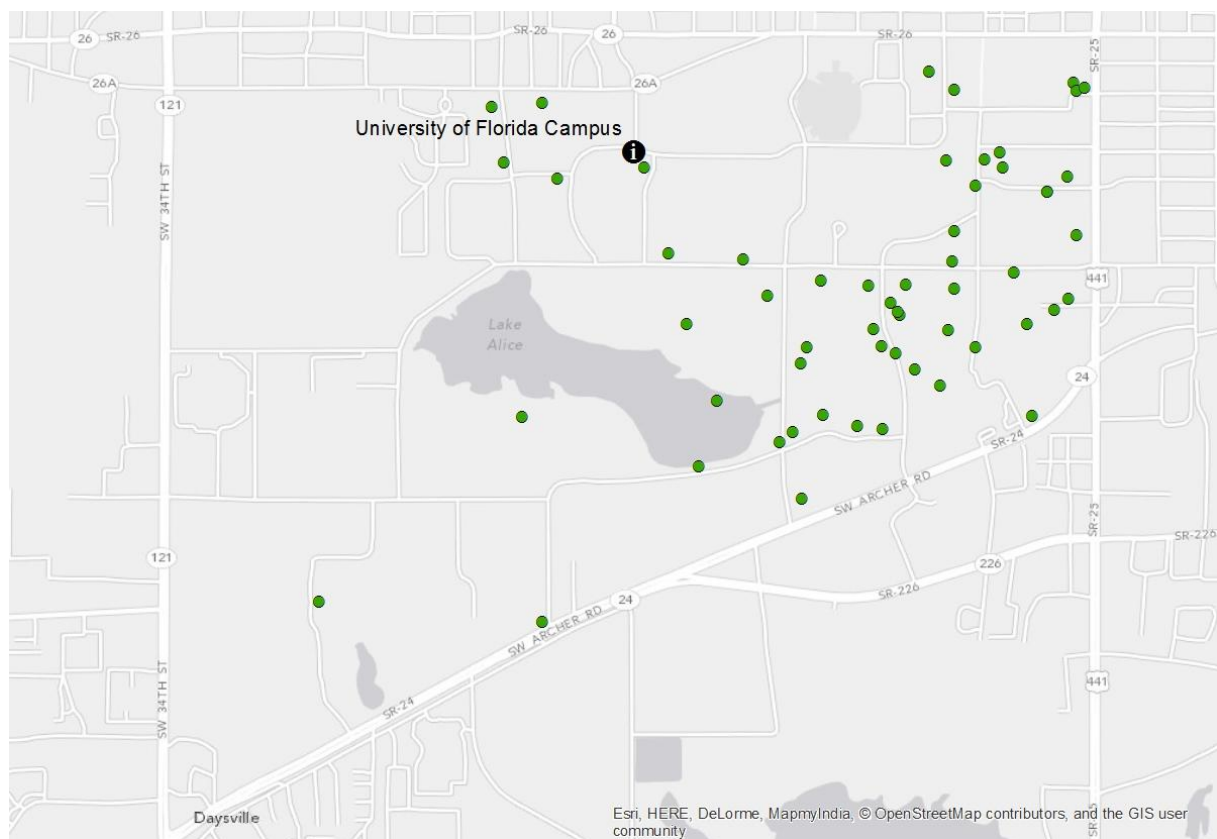 26
SR-26
SR-26
26
SR-26
SR-25
26A
26A
121
University of Florida Campus
i
SW 34TH ST
441
Lake
Alice
24
SR-24
SW ARCHER RD
SR-25
SR-226
121
226
SR-226
24
SW ARCHER RD
441
SW 34TH ST
SR-24
Daysville
SR-25
Esri, HERE, DeLorme, MapmyIndia, © OpenStreetMap contributors, and the GIS user
community